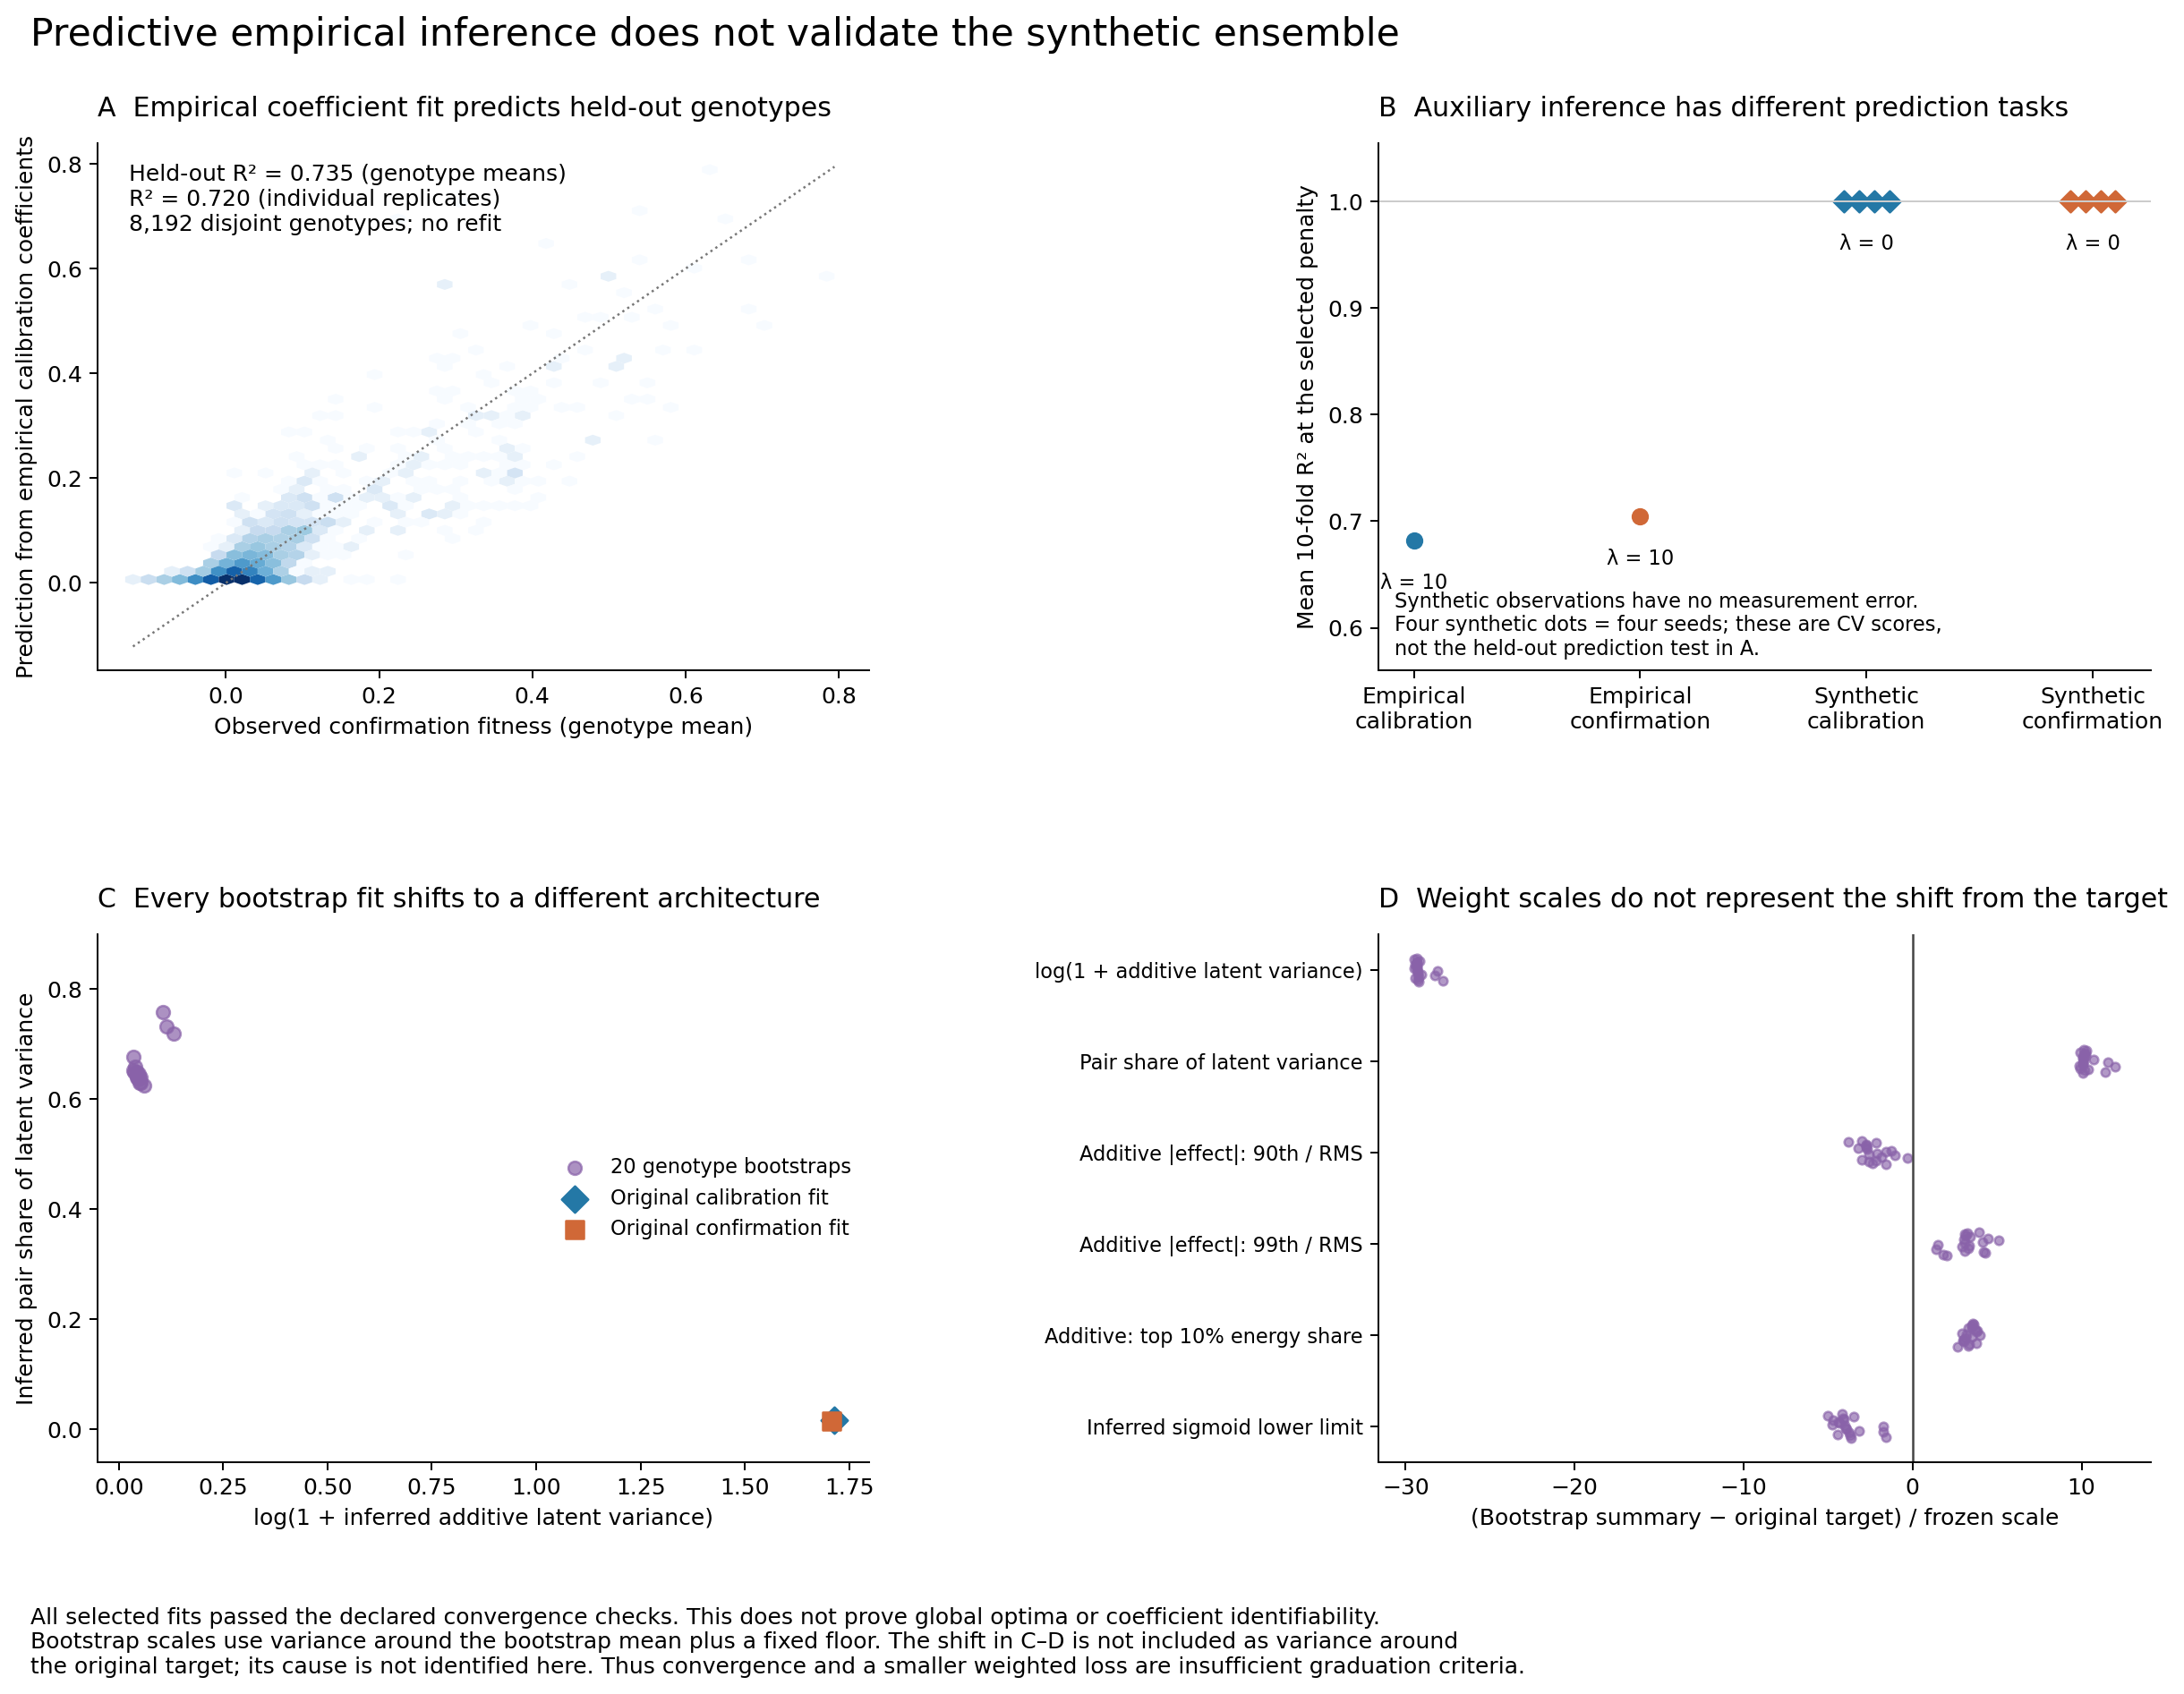 Predictive empirical inference does not validate the synthetic ensemble
A  Empirical coefficient fit predicts held-out genotypes
Prediction from empirical calibration coefficients
0.8
0.6
0.4
0.2
0.0
Held-out R² = 0.735 (genotype means)
R² = 0.720 (individual replicates)
8,192 disjoint genotypes; no refit
0.0
0.2
0.4
0.6
0.8
Observed confirmation fitness (genotype mean)
B  Auxiliary inference has different prediction tasks
Mean 10-fold R² at the selected penalty
1.0
0.9
0.8
0.7
0.6
λ = 0
λ = 0
λ = 10
λ = 10
Synthetic observations have no measurement error.
Four synthetic dots = four seeds; these are CV scores,
not the held-out prediction test in A.
Empirical
calibration
Empirical
confirmation
Synthetic
calibration
Synthetic
confirmation
C  Every bootstrap fit shifts to a different architecture
Inferred pair share of latent variance
0.8
0.6
0.4
0.2
0.0
20 genotype bootstraps
Original calibration fit
Original confirmation fit
0.00
0.25
0.50
0.75
1.00
1.25
1.50
1.75
log(1 + inferred additive latent variance)
D  Weight scales do not represent the shift from the target
log(1 + additive latent variance)
Pair share of latent variance
Additive |effect|: 90th / RMS
Additive |effect|: 99th / RMS
Additive: top 10% energy share
Inferred sigmoid lower limit
−30
−20
−10
0
10
(Bootstrap summary − original target) / frozen scale
All selected fits passed the declared convergence checks. This does not prove global optima or coefficient identifiability.
Bootstrap scales use variance around the bootstrap mean plus a fixed floor. The shift in C–D is not included as variance around
the original target; its cause is not identified here. Thus convergence and a smaller weighted loss are insufficient graduation criteria.